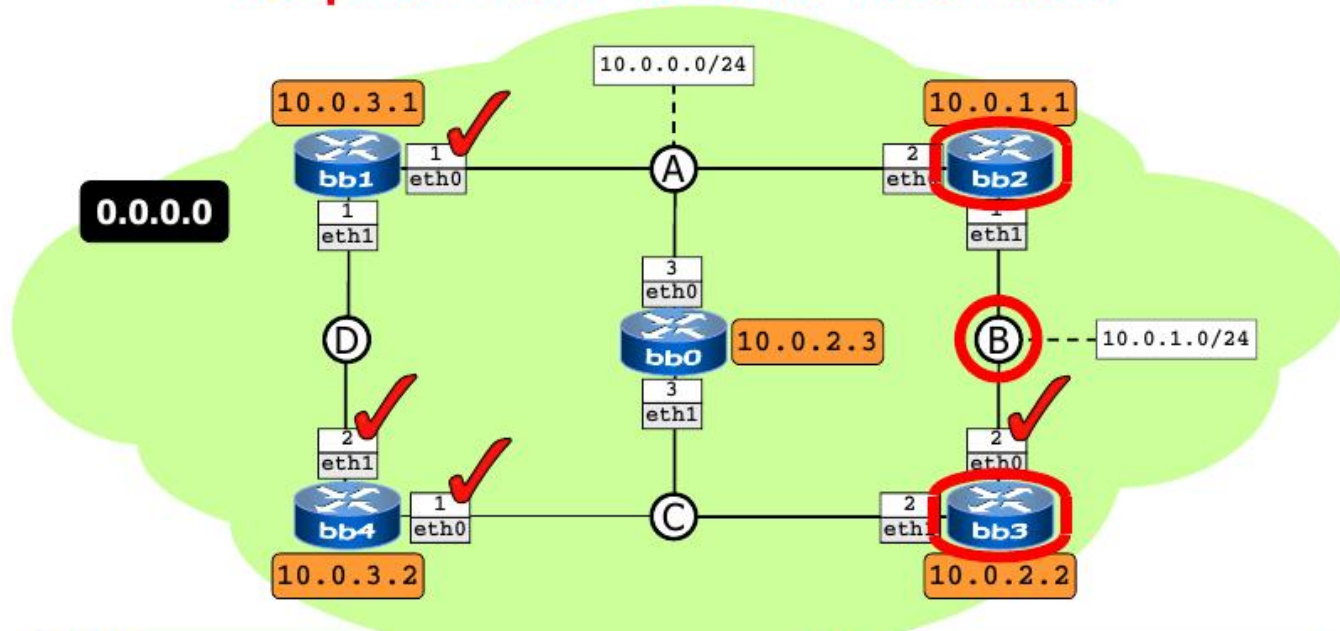 10.0.0.0/24
10.0.3.1
10.0.1.1
1
eth0
bb1
A
2
bb2
0.0.0.0
1
eth1
1
eth1
3
eth0
D
bb0
10.0.2.3
B
10.0.1.0/24
3
eth1
2
eth1
2
eth0
1
eth0
bb4
C
2
bb3
10.0.3.2
10.0.2.2